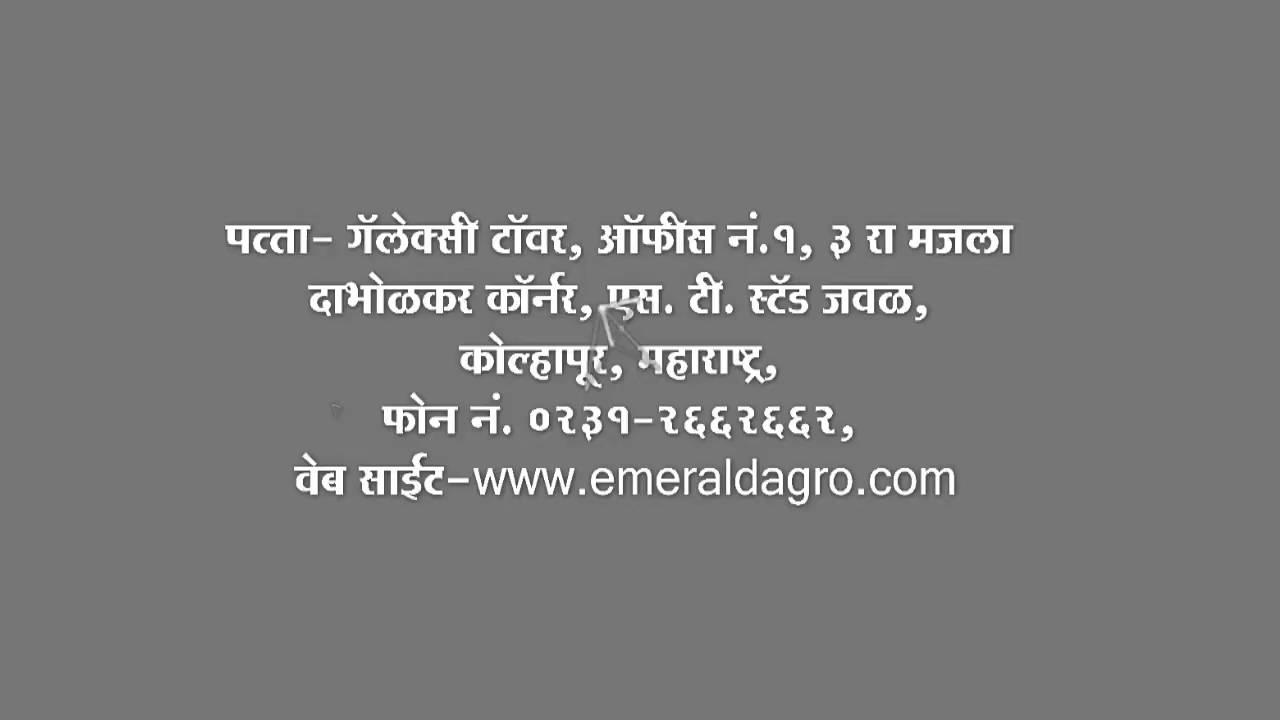 पत्ता- गॅलेक्सी टॉवर, ऑफीस नं.१, ३ रा मजला
दाभोळकर कॉर्नर, एस. टी. स्टॅड जवळ,
कोल्हापूर, महाराष्ट्र,
फोन नं. ०२३१-२६६२६६२,
वेब साईट-www.emeraldagro.com